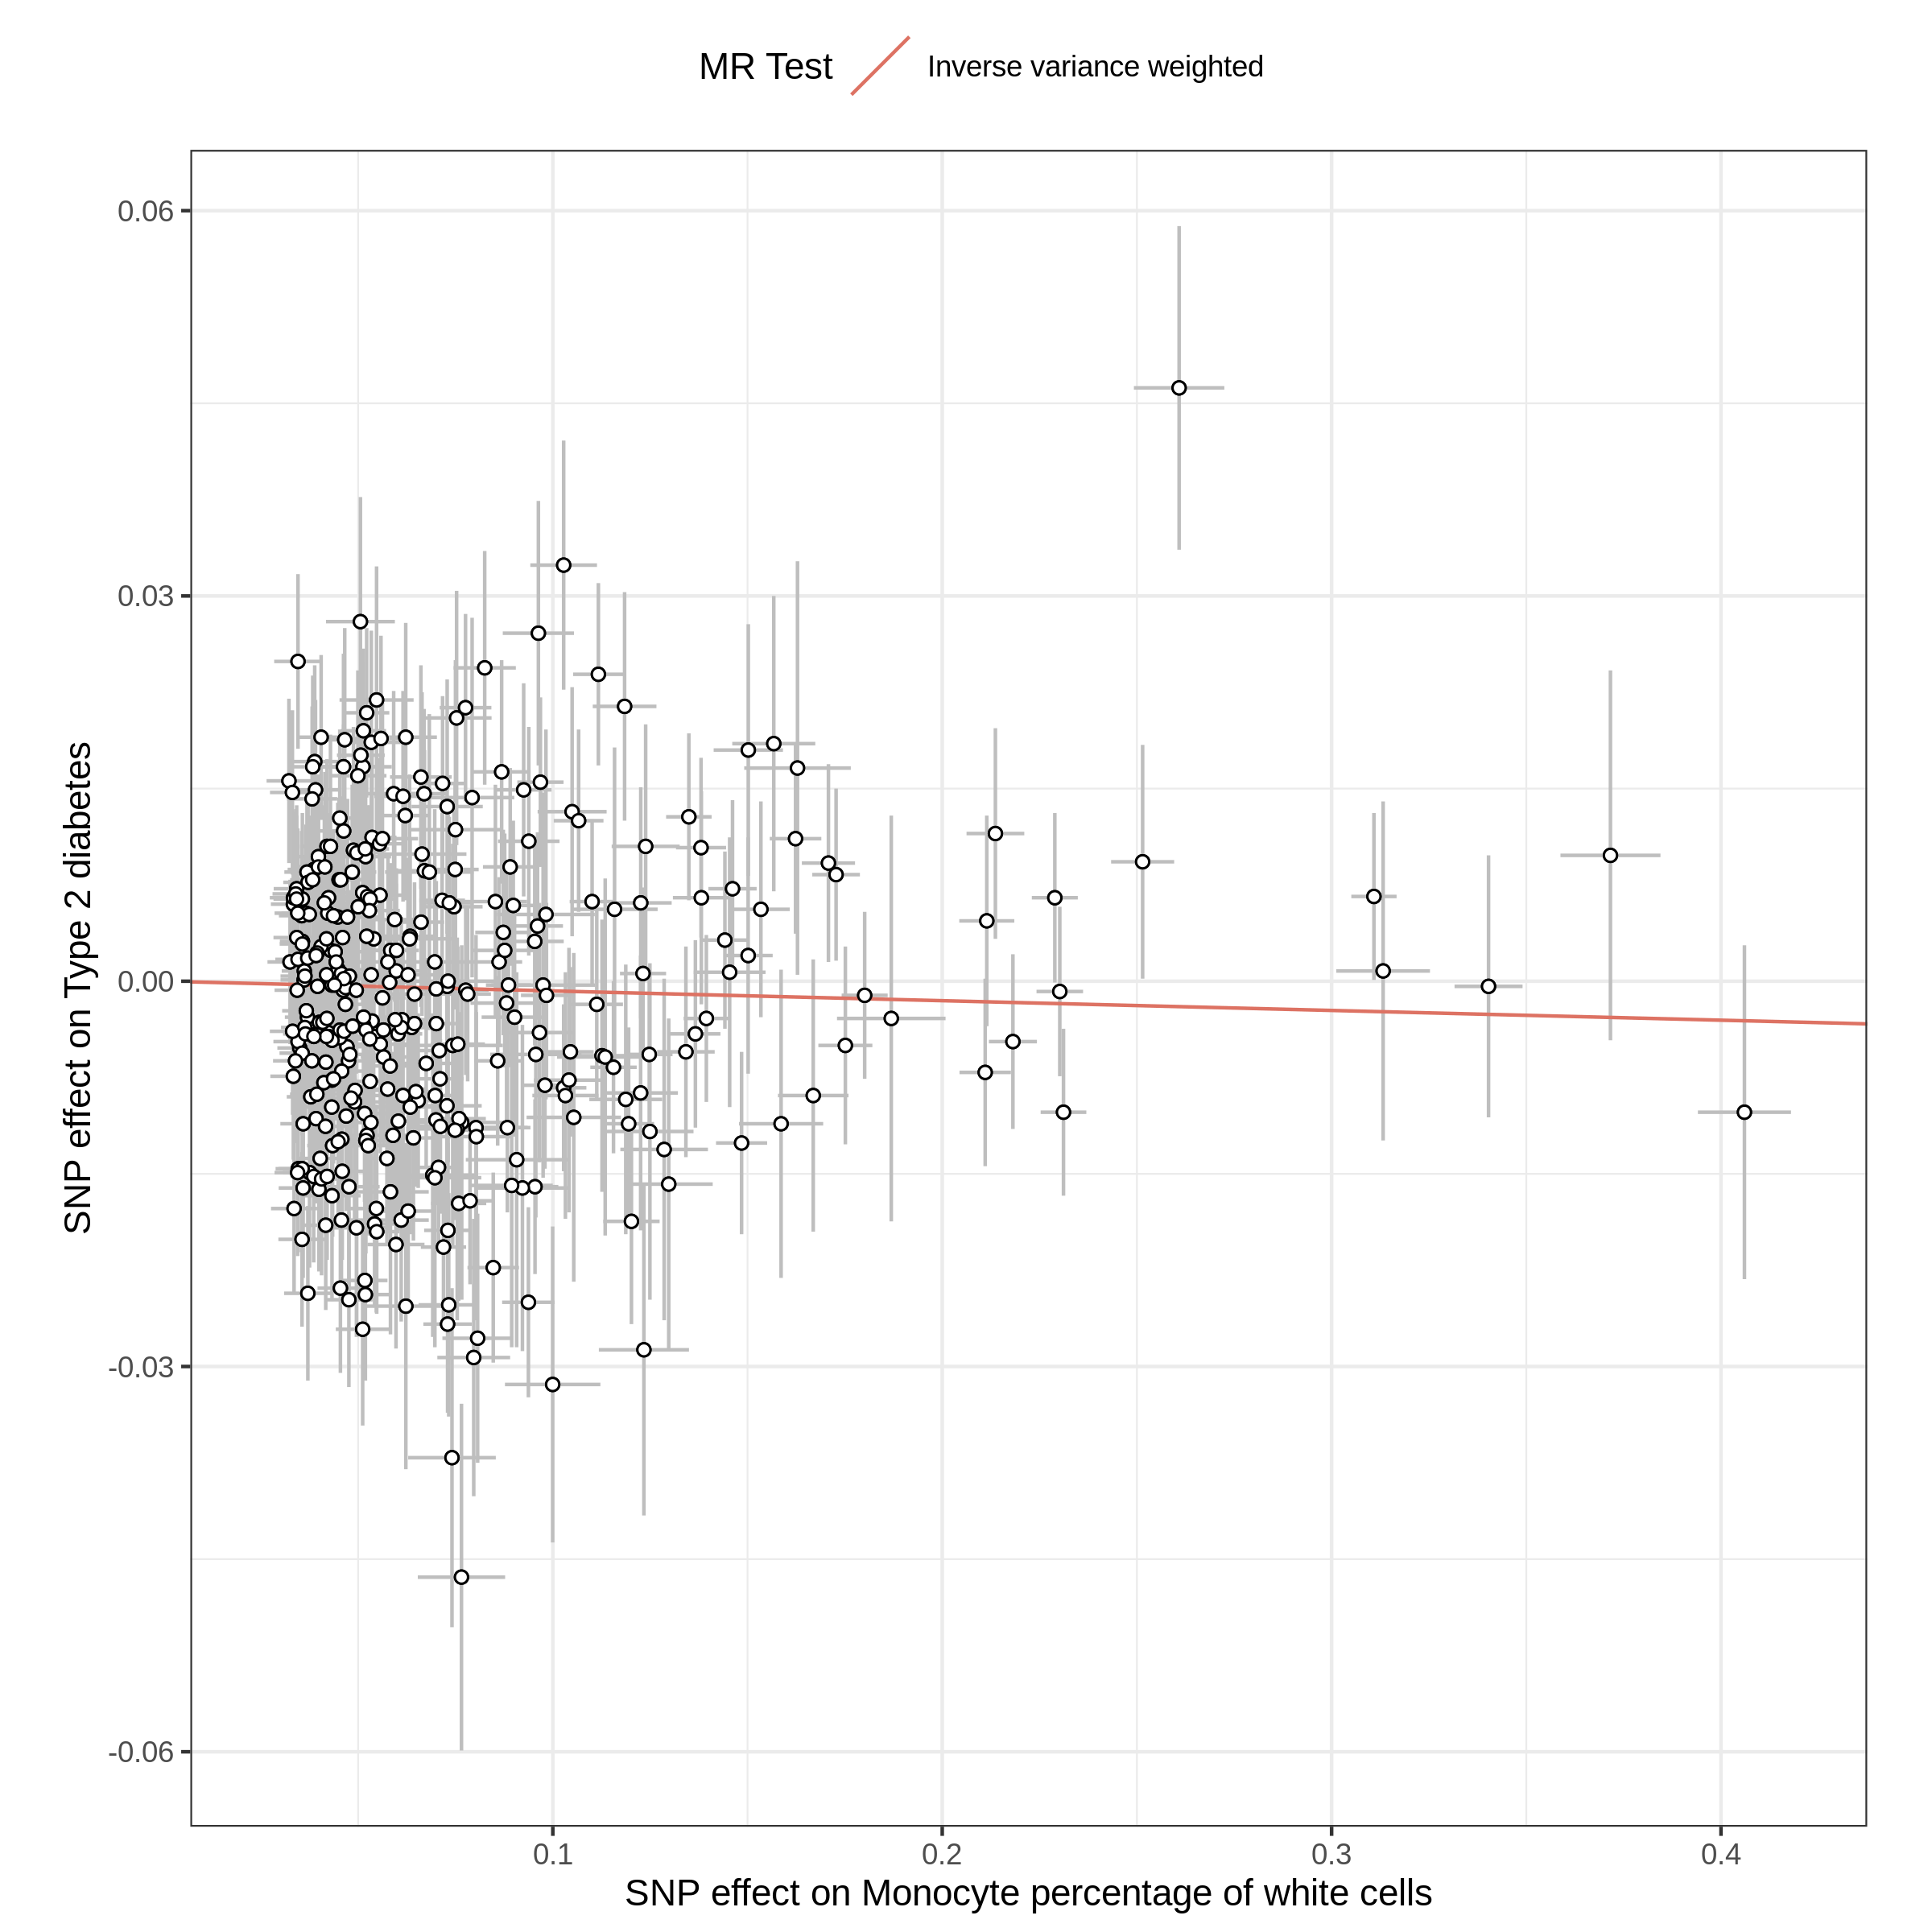 MR Test
Inverse variance weighted
0.06
0.03
0.00
-0.03
-0.06
SNP effect on Type 2 diabetes
0.1
0.2
0.3
0.4
SNP effect on Monocyte percentage of white cells